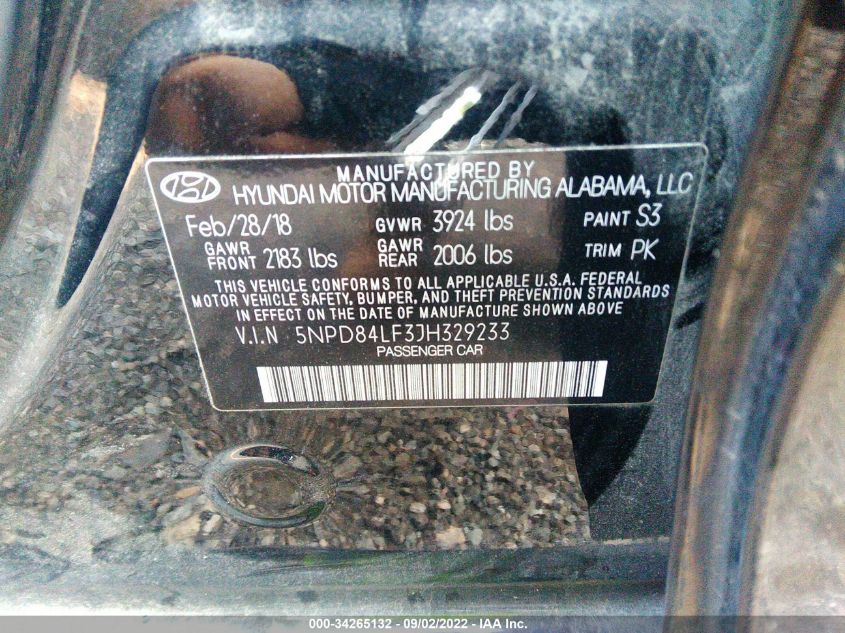 MANUFACTURED BY
HYUNDAI MOTOR MANUFACTURING ALABAMA, LLC
Feb/28/18 GVWR 3924 lbs PAINT S3
GAWR FRONT 2183 lbs GAWR REAR 2006 lbs TRIM PK
THIS VEHICLE CONFORMS TO ALL APPLICABLE U.S.A. FEDERAL
MOTOR VEHICLE SAFETY, BUMPER, AND THEFT PREVENTION STANDARDS
IN EFFECT ON THE DATE OF MANUFACTURE SHOWN ABOVE
V.I.N 5NPD84LF3JH329233
PASSENGER CAR
000-34265132 - 09/02/2022 - IAA Inc.